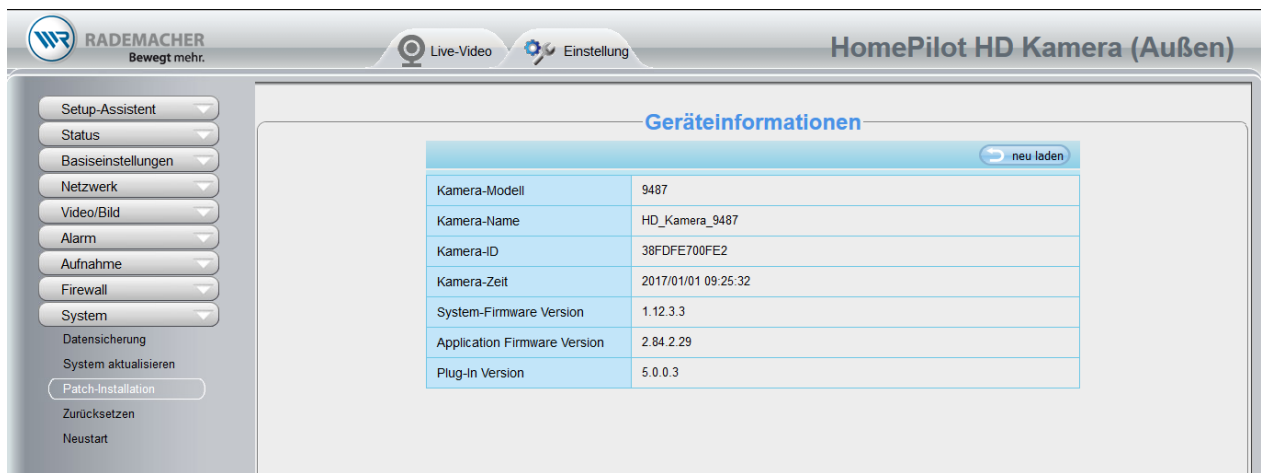 WR RADEMACHER
Bewegt mehr.
Live-Video
Einstellung
HomePilot HD Kamera (Außen)
Setup-Assistent
Status
Basiseinstellungen
Netzwerk
Video/Bild
Alarm
Aufnahme
Firewall
System
Datensicherung
System aktualisieren
Patch-Installation
Zurücksetzen
Neustart
Geräteinformationen
neu laden
Kamera-Modell 9487
Kamera-Name HD_Kamera_9487
Kamera-ID 38FDFE700FE2
Kamera-Zeit 2017/01/01 09:25:32
System-Firmware Version 1.12.3.3
Application Firmware Version 2.84.2.29
Plug-In Version 5.0.0.3